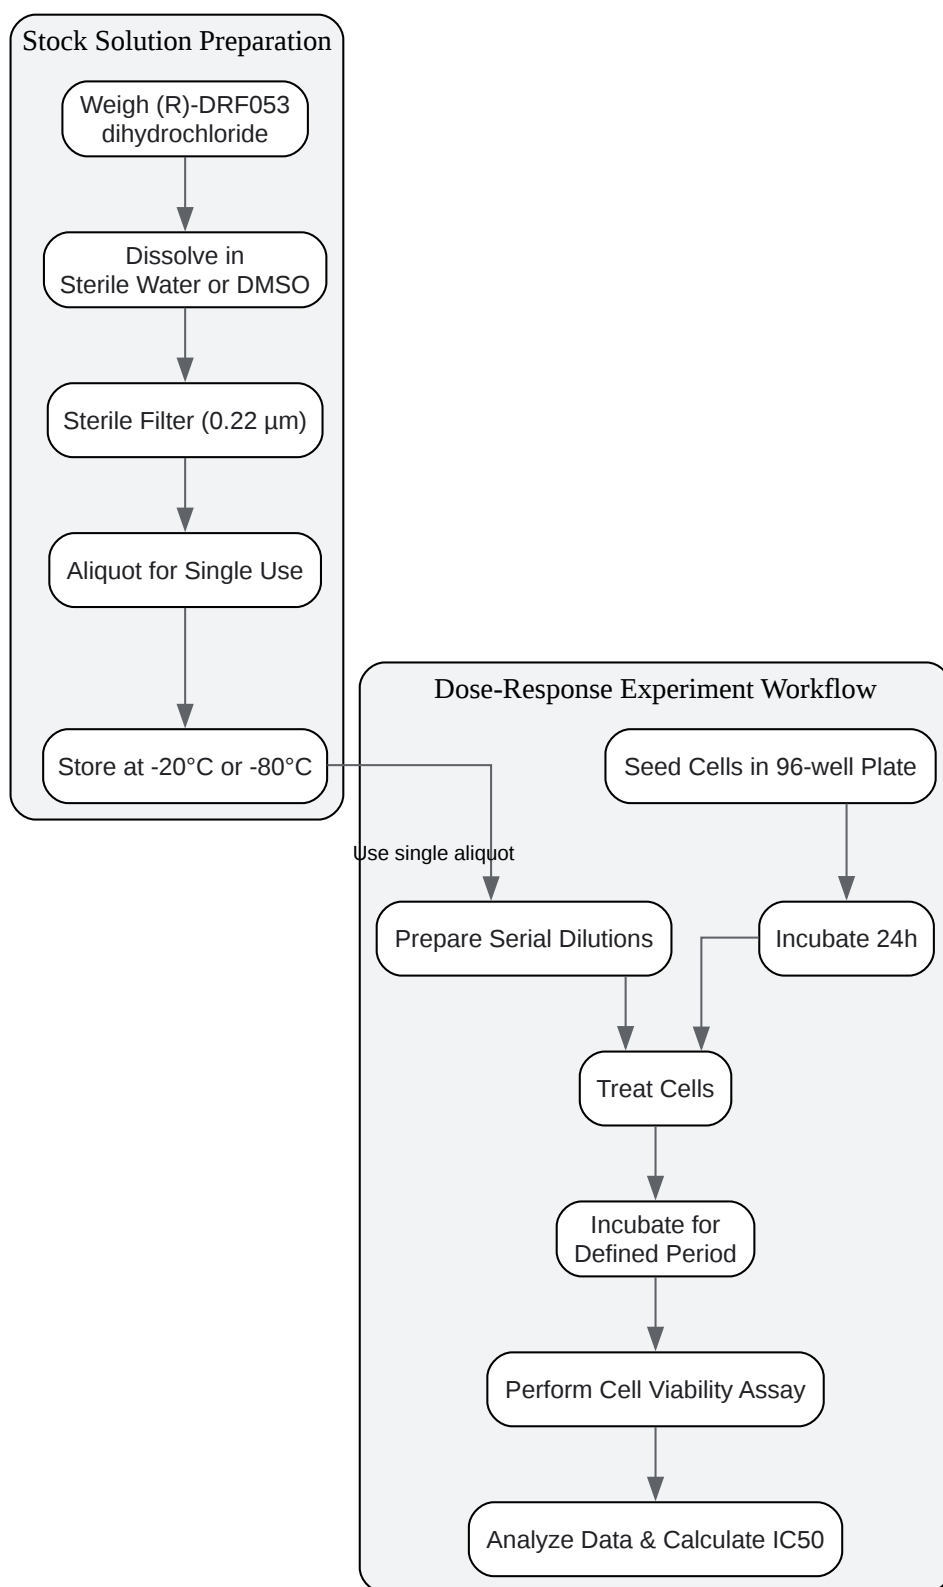 Stock Solution Preparation
Weigh (R)-DRF053
dihydrochloride
Dissolve in
Sterile Water or DMSO
Sterile Filter (0.22 µm)
Aliquot for Single Use
Store at -20°C or -80°C
Dose-Response Experiment Workflow
Seed Cells in 96-well Plate
Use single aliquot
Prepare Serial Dilutions
Incubate 24h
Treat Cells
Incubate for
Defined Period
Perform Cell Viability Assay
Analyze Data & Calculate IC50